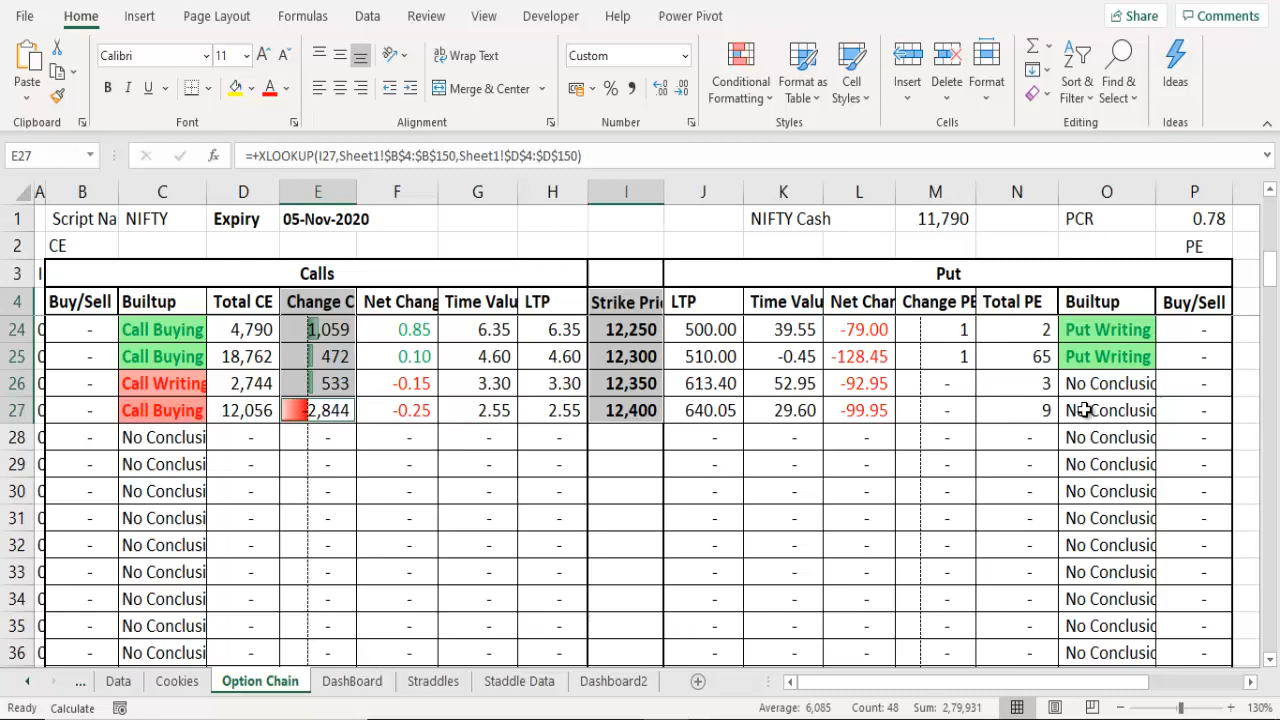 File Home Insert Page Layout Formulas Data Review View Developer Help Power Pivot Share Comments
Calibri 11 Wrap Text Custom
Paste B I U A Merge & Center % Conditional Formatting Format as Table Cell Styles Insert Delete Format Sort & Filter Find & Select Ideas
Clipboard Font Alignment Number Styles Cells Editing Ideas
E27 fx =+XLOOKUP(I27,Sheet1!$B$4:$B$150,Sheet1!$D$4:$D$150)
A B C D E F G H I J K L M N O P
1 Script Na NIFTY Expiry 05-Nov-2020 NIFTY Cash 11,790 PCR 0.78
2 CE PE
3 Calls Put
4 Buy/Sell Builtup Total CE Change C Net Chang Time Valu LTP Strike Pri LTP Time Valu Net Char Change PE Total PE Builtup Buy/Sell
24 - Call Buying 4,790 1,059 0.85 6.35 6.35 12,250 500.00 39.55 -79.00 1 2 Put Writing -
25 - Call Buying 18,762 472 0.10 4.60 4.60 12,300 510.00 -0.45 -128.45 1 65 Put Writing -
26 - Call Writing 2,744 533 -0.15 3.30 3.30 12,350 613.40 52.95 -92.95 - 3 No Conclusio -
27 - Call Buying 12,056 -2,844 -0.25 2.55 2.55 12,400 640.05 29.60 -99.95 - 9 No Conclusio -
28 - No Conclusi - - - - - - - - - - No Conclusio -
29 - No Conclusi - - - - - - - - - - No Conclusio -
30 - No Conclusi - - - - - - - - - - No Conclusio -
31 - No Conclusi - - - - - - - - - - No Conclusio -
32 - No Conclusi - - - - - - - - - - No Conclusio -
33 - No Conclusi - - - - - - - - - - No Conclusio -
34 - No Conclusi - - - - - - - - - - No Conclusio -
35 - No Conclusi - - - - - - - - - - No Conclusio -
36 - No Conclusi - - - - - - - - - - No Conclusio -
... Data Cookies Option Chain DashBoard Straddles Staddle Data Dashboard2
Ready Calculate Average: 6,085 Count: 48 Sum: 2,79,931 130%